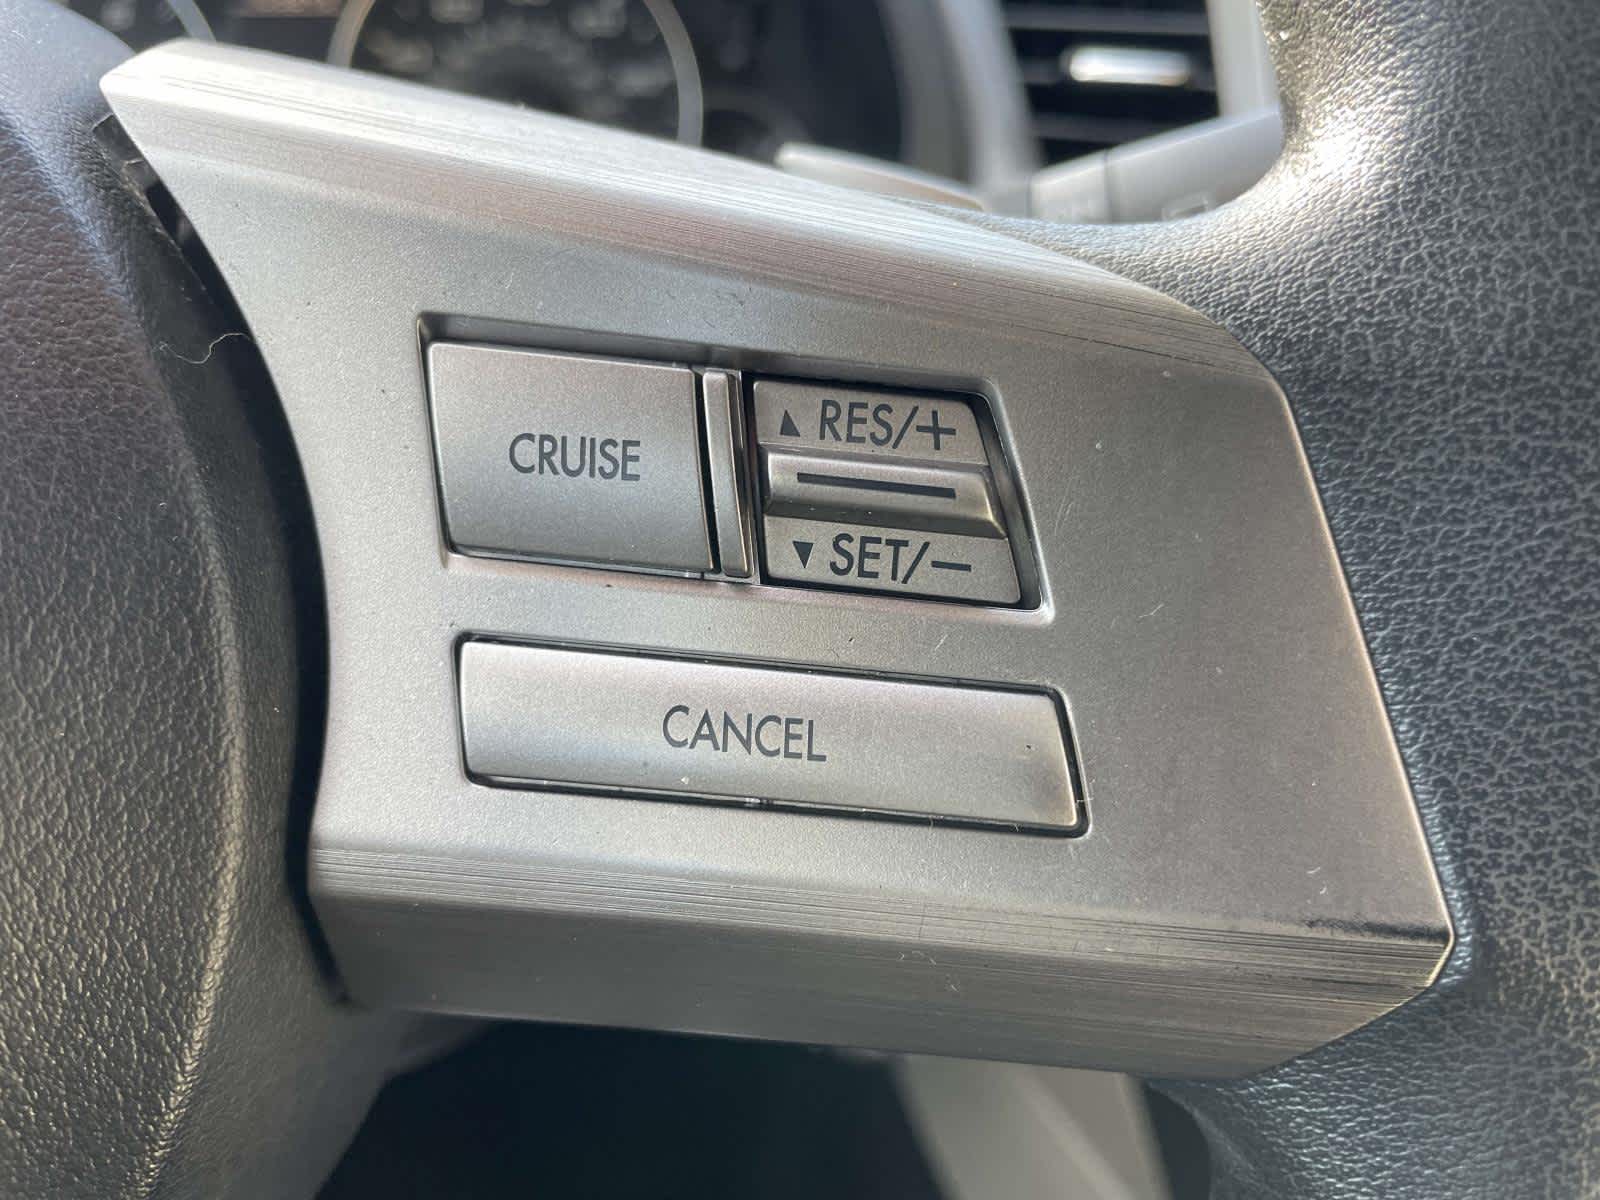 CRUISE
▲ RES/+
▼ SET/−
CANCEL